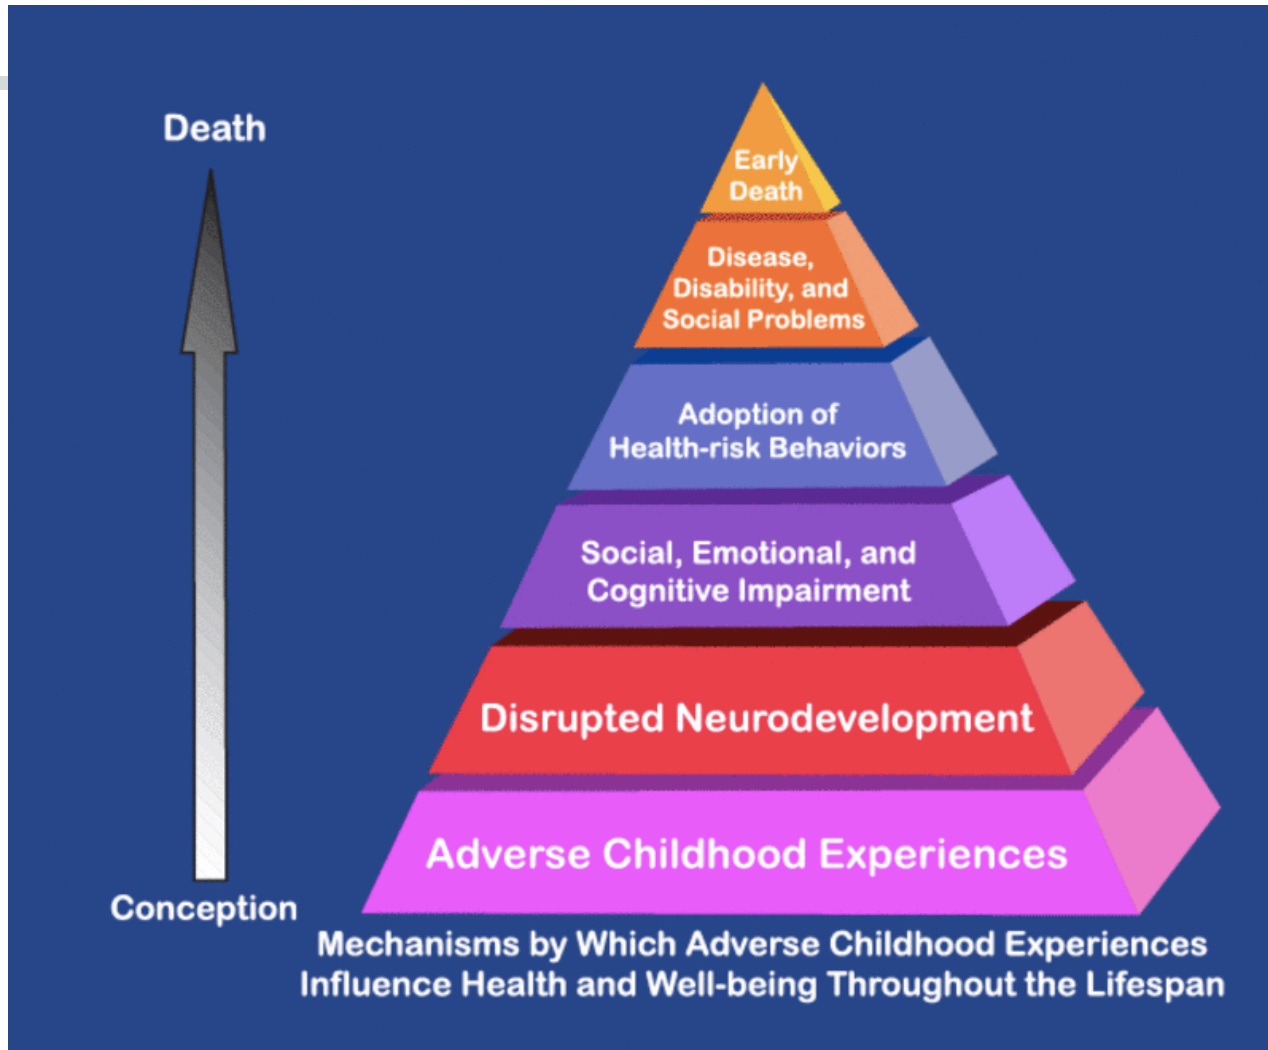 Death
Early
Death
Disease,
Disability, and
Social Problems
Adoption of
Health-risk Behaviors
Social, Emotional, and
Cognitive Impairment
Disrupted Neurodevelopment
Adverse Childhood Experiences
Conception
Mechanisms by Which Adverse Childhood Experiences
Influence Health and Well-being Throughout the Lifespan